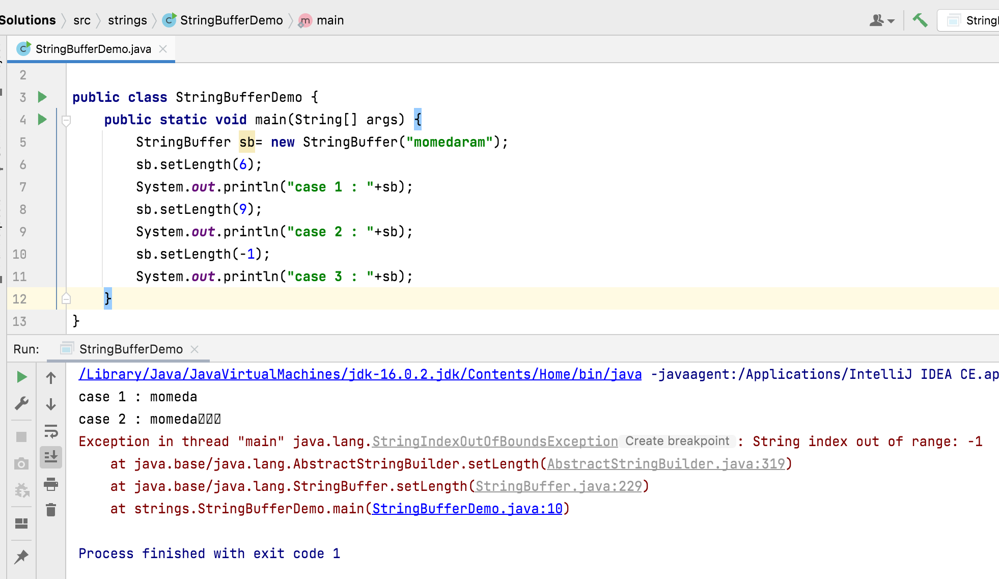 Solutions src strings StringBufferDemo main
StringBufferDemo.java
2
3 public class StringBufferDemo {
4 public static void main(String[] args) {
5 StringBuffer sb= new StringBuffer("momedaram");
6 sb.setLength(6);
7 System.out.println("case 1 : "+sb);
8 sb.setLength(9);
9 System.out.println("case 2 : "+sb);
10 sb.setLength(-1);
11 System.out.println("case 3 : "+sb);
12 }
13 }
Run: StringBufferDemo
/Library/Java/JavaVirtualMachines/jdk-16.0.2.jdk/Contents/Home/bin/java -javaagent:/Applications/IntelliJ IDEA CE.ap
case 1 : momeda
case 2 : momeda
Exception in thread "main" java.lang.StringIndexOutOfBoundsException Create breakpoint : String index out of range: -1
at java.base/java.lang.AbstractStringBuilder.setLength(AbstractStringBuilder.java:319)
at java.base/java.lang.StringBuffer.setLength(StringBuffer.java:229)
at strings.StringBufferDemo.main(StringBufferDemo.java:10)
Process finished with exit code 1